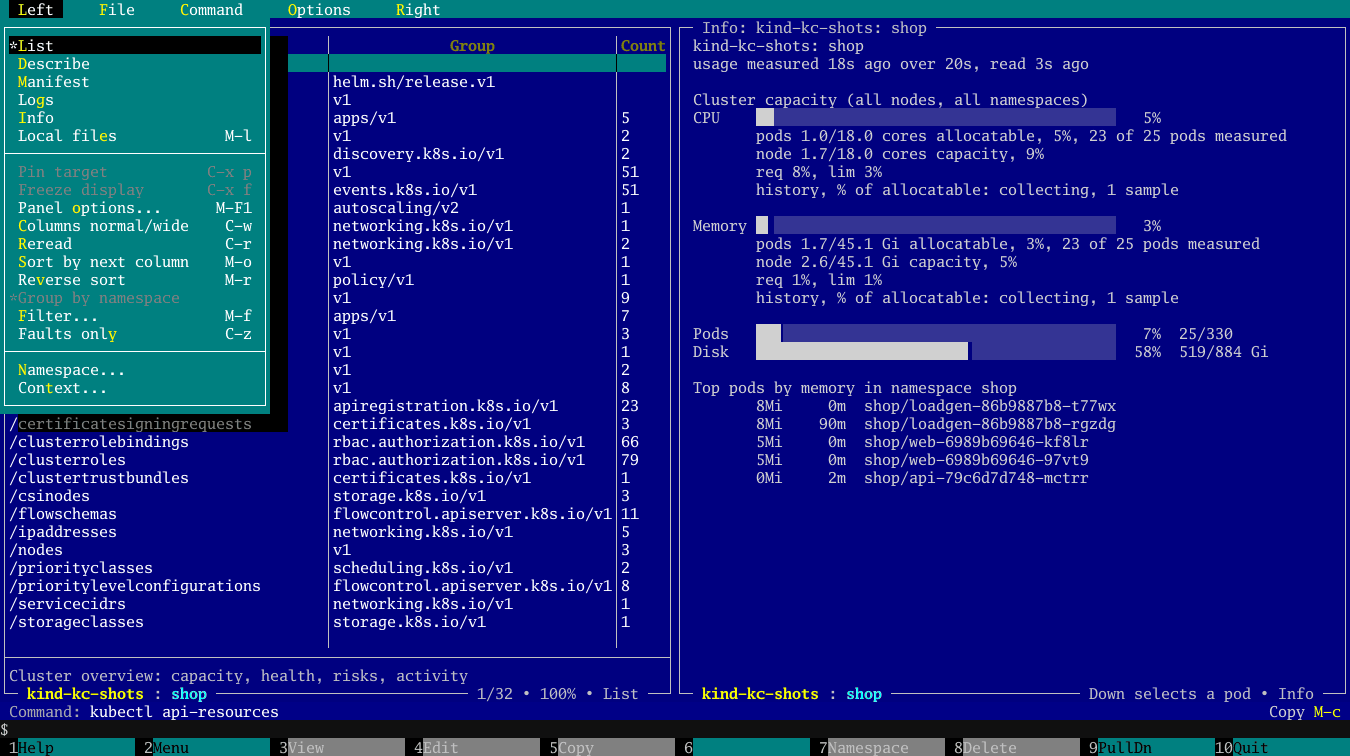 Left File Command Options Right
*List
Describe
Manifest
Logs
Info
Local files M-l
Pin target C-x p
Freeze display C-x f
Panel options... M-F1
Columns normal/wide C-w
Reread C-r
Sort by next column M-o
Reverse sort M-r
*Group by namespace
Filter... M-f
Faults only C-z
Namespace...
Context...
Group Count
helm.sh/release.v1
v1
apps/v1 5
v1 2
discovery.k8s.io/v1 2
v1 51
events.k8s.io/v1 51
autoscaling/v2 1
networking.k8s.io/v1 1
networking.k8s.io/v1 2
v1 1
policy/v1 1
v1 9
apps/v1 7
v1 3
v1 1
v1 2
v1 8
apiregistration.k8s.io/v1 23
/certificatesigningrequests certificates.k8s.io/v1 3
/clusterrolebindings rbac.authorization.k8s.io/v1 66
/clusterroles rbac.authorization.k8s.io/v1 79
/clustertrustbundles certificates.k8s.io/v1 1
/csinodes storage.k8s.io/v1 3
/flowschemas flowcontrol.apiserver.k8s.io/v1 11
/ipaddresses networking.k8s.io/v1 5
/nodes v1 3
/priorityclasses scheduling.k8s.io/v1 2
/prioritylevelconfigurations flowcontrol.apiserver.k8s.io/v1 8
/servicecidrs networking.k8s.io/v1 1
/storageclasses storage.k8s.io/v1 1
Cluster overview: capacity, health, risks, activity
kind-kc-shots : shop 1/32 • 100% • List
Info: kind-kc-shots: shop
kind-kc-shots: shop
usage measured 18s ago over 20s, read 3s ago
Cluster capacity (all nodes, all namespaces)
CPU 5%
pods 1.0/18.0 cores allocatable, 5%, 23 of 25 pods measured
node 1.7/18.0 cores capacity, 9%
req 8%, lim 3%
history, % of allocatable: collecting, 1 sample
Memory 3%
pods 1.7/45.1 Gi allocatable, 3%, 23 of 25 pods measured
node 2.6/45.1 Gi capacity, 5%
req 1%, lim 1%
history, % of allocatable: collecting, 1 sample
Pods 7% 25/330
Disk 58% 519/884 Gi
Top pods by memory in namespace shop
8Mi 0m shop/loadgen-86b9887b8-t77wx
8Mi 90m shop/loadgen-86b9887b8-rgzdg
5Mi 0m shop/web-6989b69646-kf8lr
5Mi 0m shop/web-6989b69646-97vt9
0Mi 2m shop/api-79c6d7d748-mctrr
kind-kc-shots : shop Down selects a pod • Info
Command: kubectl api-resources Copy M-c
$
1Help 2Menu 3View 4Edit 5Copy 6 7Namespace 8Delete 9PullDn 10Quit